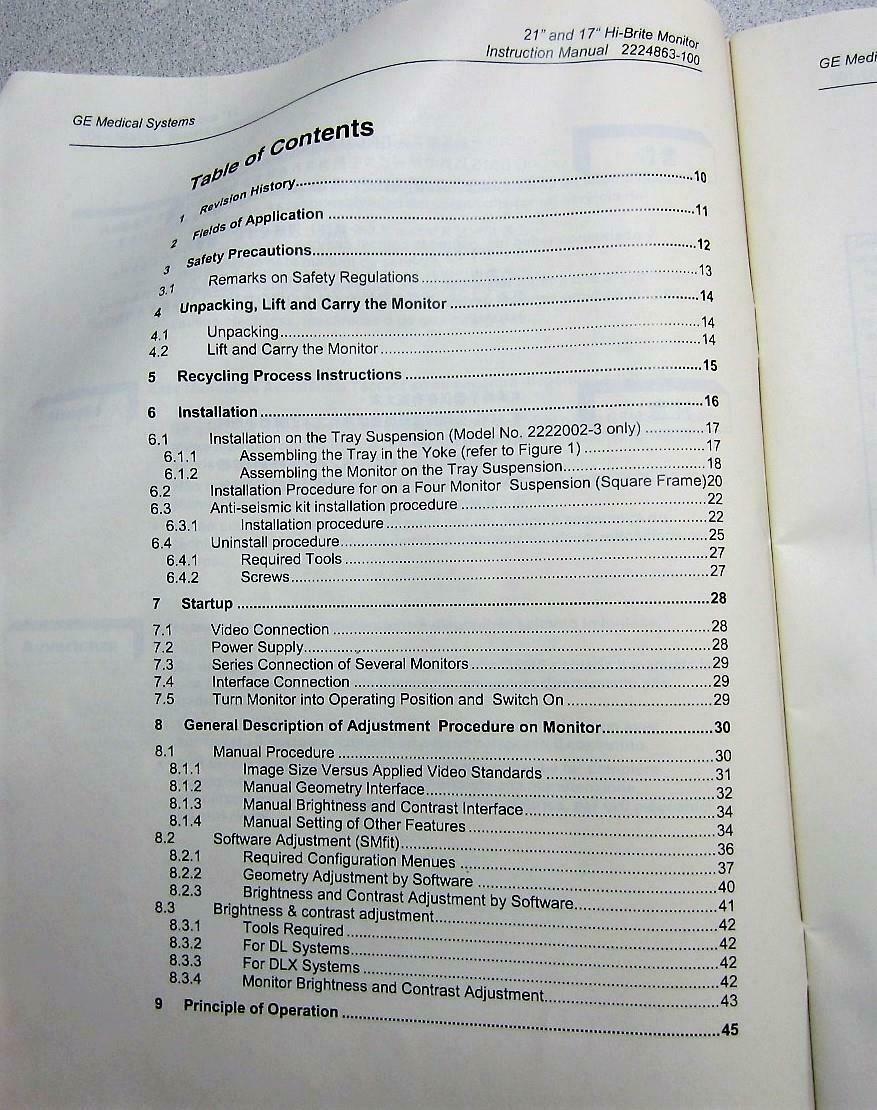 21" and 17" Hi-Brite Monitor
Instruction Manual 2224863-100
GE Medical Systems
Table of Contents
1 Revision History 10
2 Fields of Application 11
3 Safety Precautions 12
3.1 Remarks on Safety Regulations 13
4 Unpacking, Lift and Carry the Monitor 14
4.1 Unpacking 14
4.2 Lift and Carry the Monitor 14
5 Recycling Process Instructions 15
6 Installation 16
6.1 Installation on the Tray Suspension (Model No. 2222002-3 only) 17
6.1.1 Assembling the Tray in the Yoke (refer to Figure 1) 17
6.1.2 Assembling the Monitor on the Tray Suspension 18
6.2 Installation Procedure for on a Four Monitor Suspension (Square Frame)20
6.3 Anti-seismic kit installation procedure 22
6.3.1 Installation procedure 22
6.4 Uninstall procedure 25
6.4.1 Required Tools 27
6.4.2 Screws 27
7 Startup 28
7.1 Video Connection 28
7.2 Power Supply 28
7.3 Series Connection of Several Monitors 29
7.4 Interface Connection 29
7.5 Turn Monitor into Operating Position and Switch On 29
8 General Description of Adjustment Procedure on Monitor 30
8.1 Manual Procedure 30
8.1.1 Image Size Versus Applied Video Standards 31
8.1.2 Manual Geometry Interface 32
8.1.3 Manual Brightness and Contrast Interface 34
8.1.4 Manual Setting of Other Features 34
8.2 Software Adjustment (SMfit) 36
8.2.1 Required Configuration Menues 37
8.2.2 Geometry Adjustment by Software 40
8.2.3 Brightness and Contrast Adjustment by Software 41
8.3 Brightness & contrast adjustment 42
8.3.1 Tools Required 42
8.3.2 For DL Systems 42
8.3.3 For DLX Systems 42
8.3.4 Monitor Brightness and Contrast Adjustment 43
9 Principle of Operation 45
GE Medi